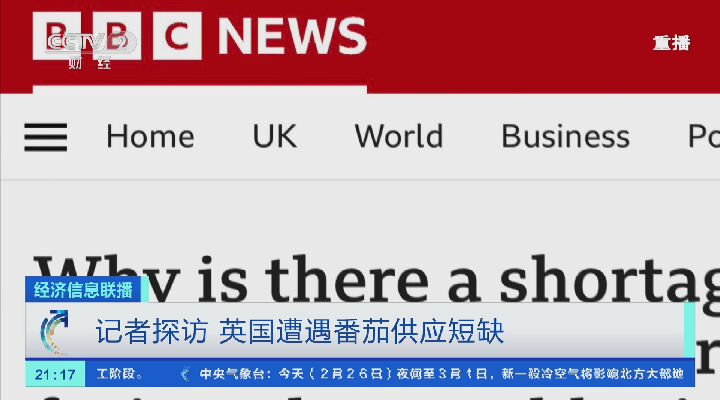 BBC NEWS
CCTV 2
财经
重播
Home UK World Business
Why is there a
经济信息联播
记者探访 英国遭遇番茄供应短缺
21:17 工阶段。 中央气象台：今天（2月26日）夜间至3月1日，新一股冷空气将影响北方大部地